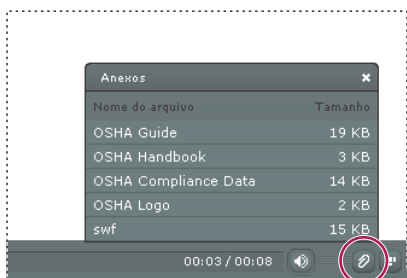 Anexos
Nome do arquivo Tamanho
OSHA Guide 19 KB
OSHA Handbook 3 KB
OSHA Compliance Data 14 KB
OSHA Logo 2 KB
swf 15 KB
00:03 / 00:08